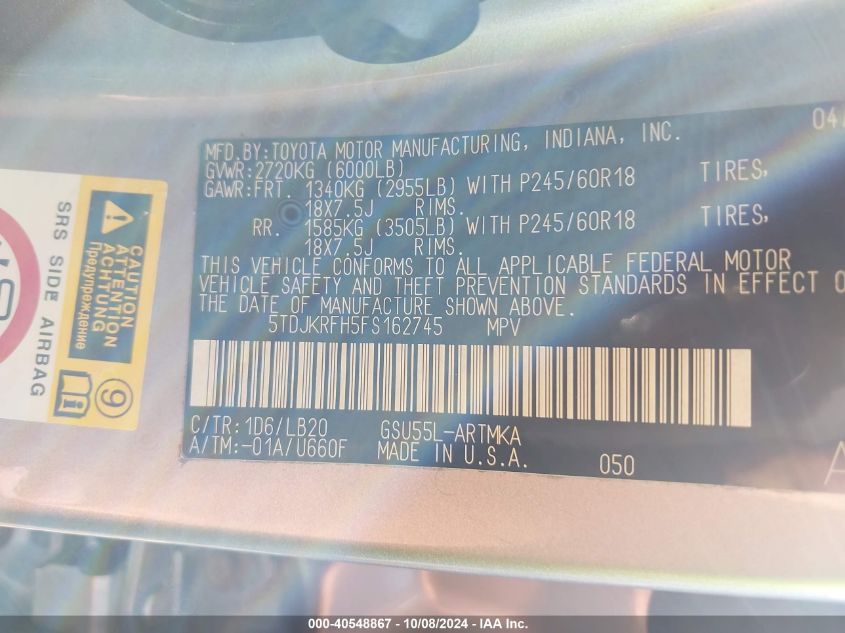 MFD.BY:TOYOTA MOTOR MANUFACTURING, INDIANA, INC. 04/
GVWR:2720KG (6000LB)
GAWR:FRT. 1340KG (2955LB) WITH P245/60R18 TIRES,
18X7.5J RIMS.
RR. 1585KG (3505LB) WITH P245/60R18 TIRES,
18X7.5J RIMS.
THIS VEHICLE CONFORMS TO ALL APPLICABLE FEDERAL MOTOR
VEHICLE SAFETY AND THEFT PREVENTION STANDARDS IN EFFECT O
THE DATE OF MANUFACTURE SHOWN ABOVE.
5TDJKRFH5FS162745 MPV
C/TR:1D6/LB20 GSU55L-ARTMKA
A/TM:-01A/U660F MADE IN U.S.A. 050
A
SRS SIDE AIRBAG
CAUTION
ATTENTION
ACHTUNG
Предупреждение
9
000-40548867 - 10/08/2024 - IAA Inc.